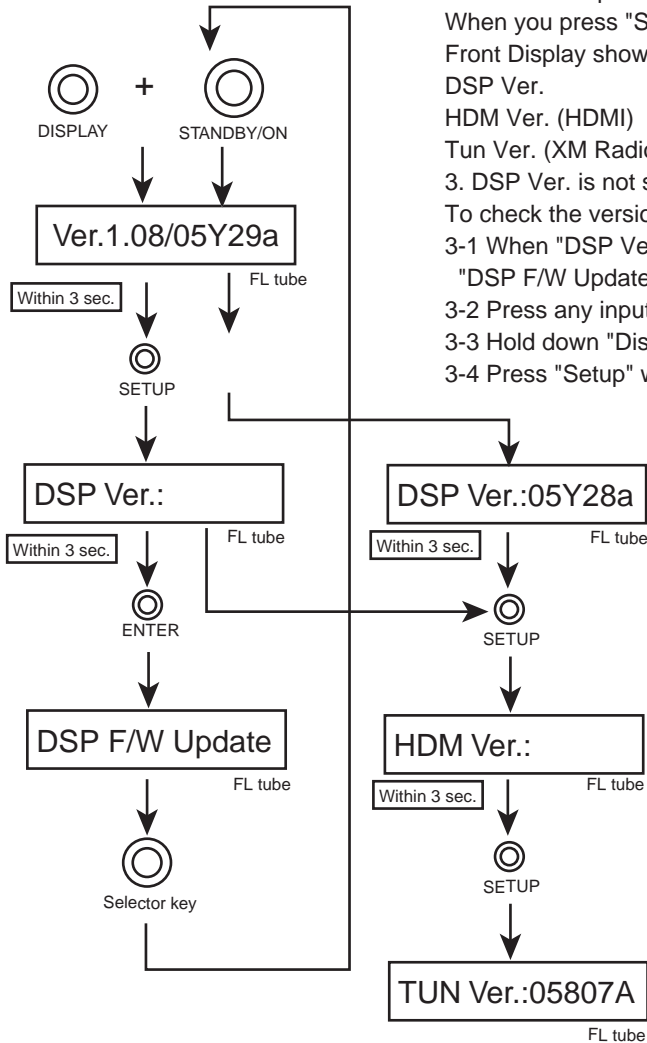 When you press "S
Front Display show
DSP Ver.
HDM Ver. (HDMI)
Tun Ver. (XM Radi
3. DSP Ver. is not s
To check the versio
3-1 When "DSP Ve
"DSP F/W Update
3-2 Press any input
3-3 Hold down "Dis
3-4 Press "Setup" w
+
DISPLAY
STANDBY/ON
Ver.1.08/05Y29a
FL tube
Within 3 sec.
SETUP
DSP Ver.:
FL tube
Within 3 sec.
ENTER
DSP F/W Update
FL tube
Selector key
DSP Ver.:05Y28a
FL tube
Within 3 sec.
SETUP
HDM Ver.:
FL tube
Within 3 sec.
SETUP
TUN Ver.:05807A
FL tube